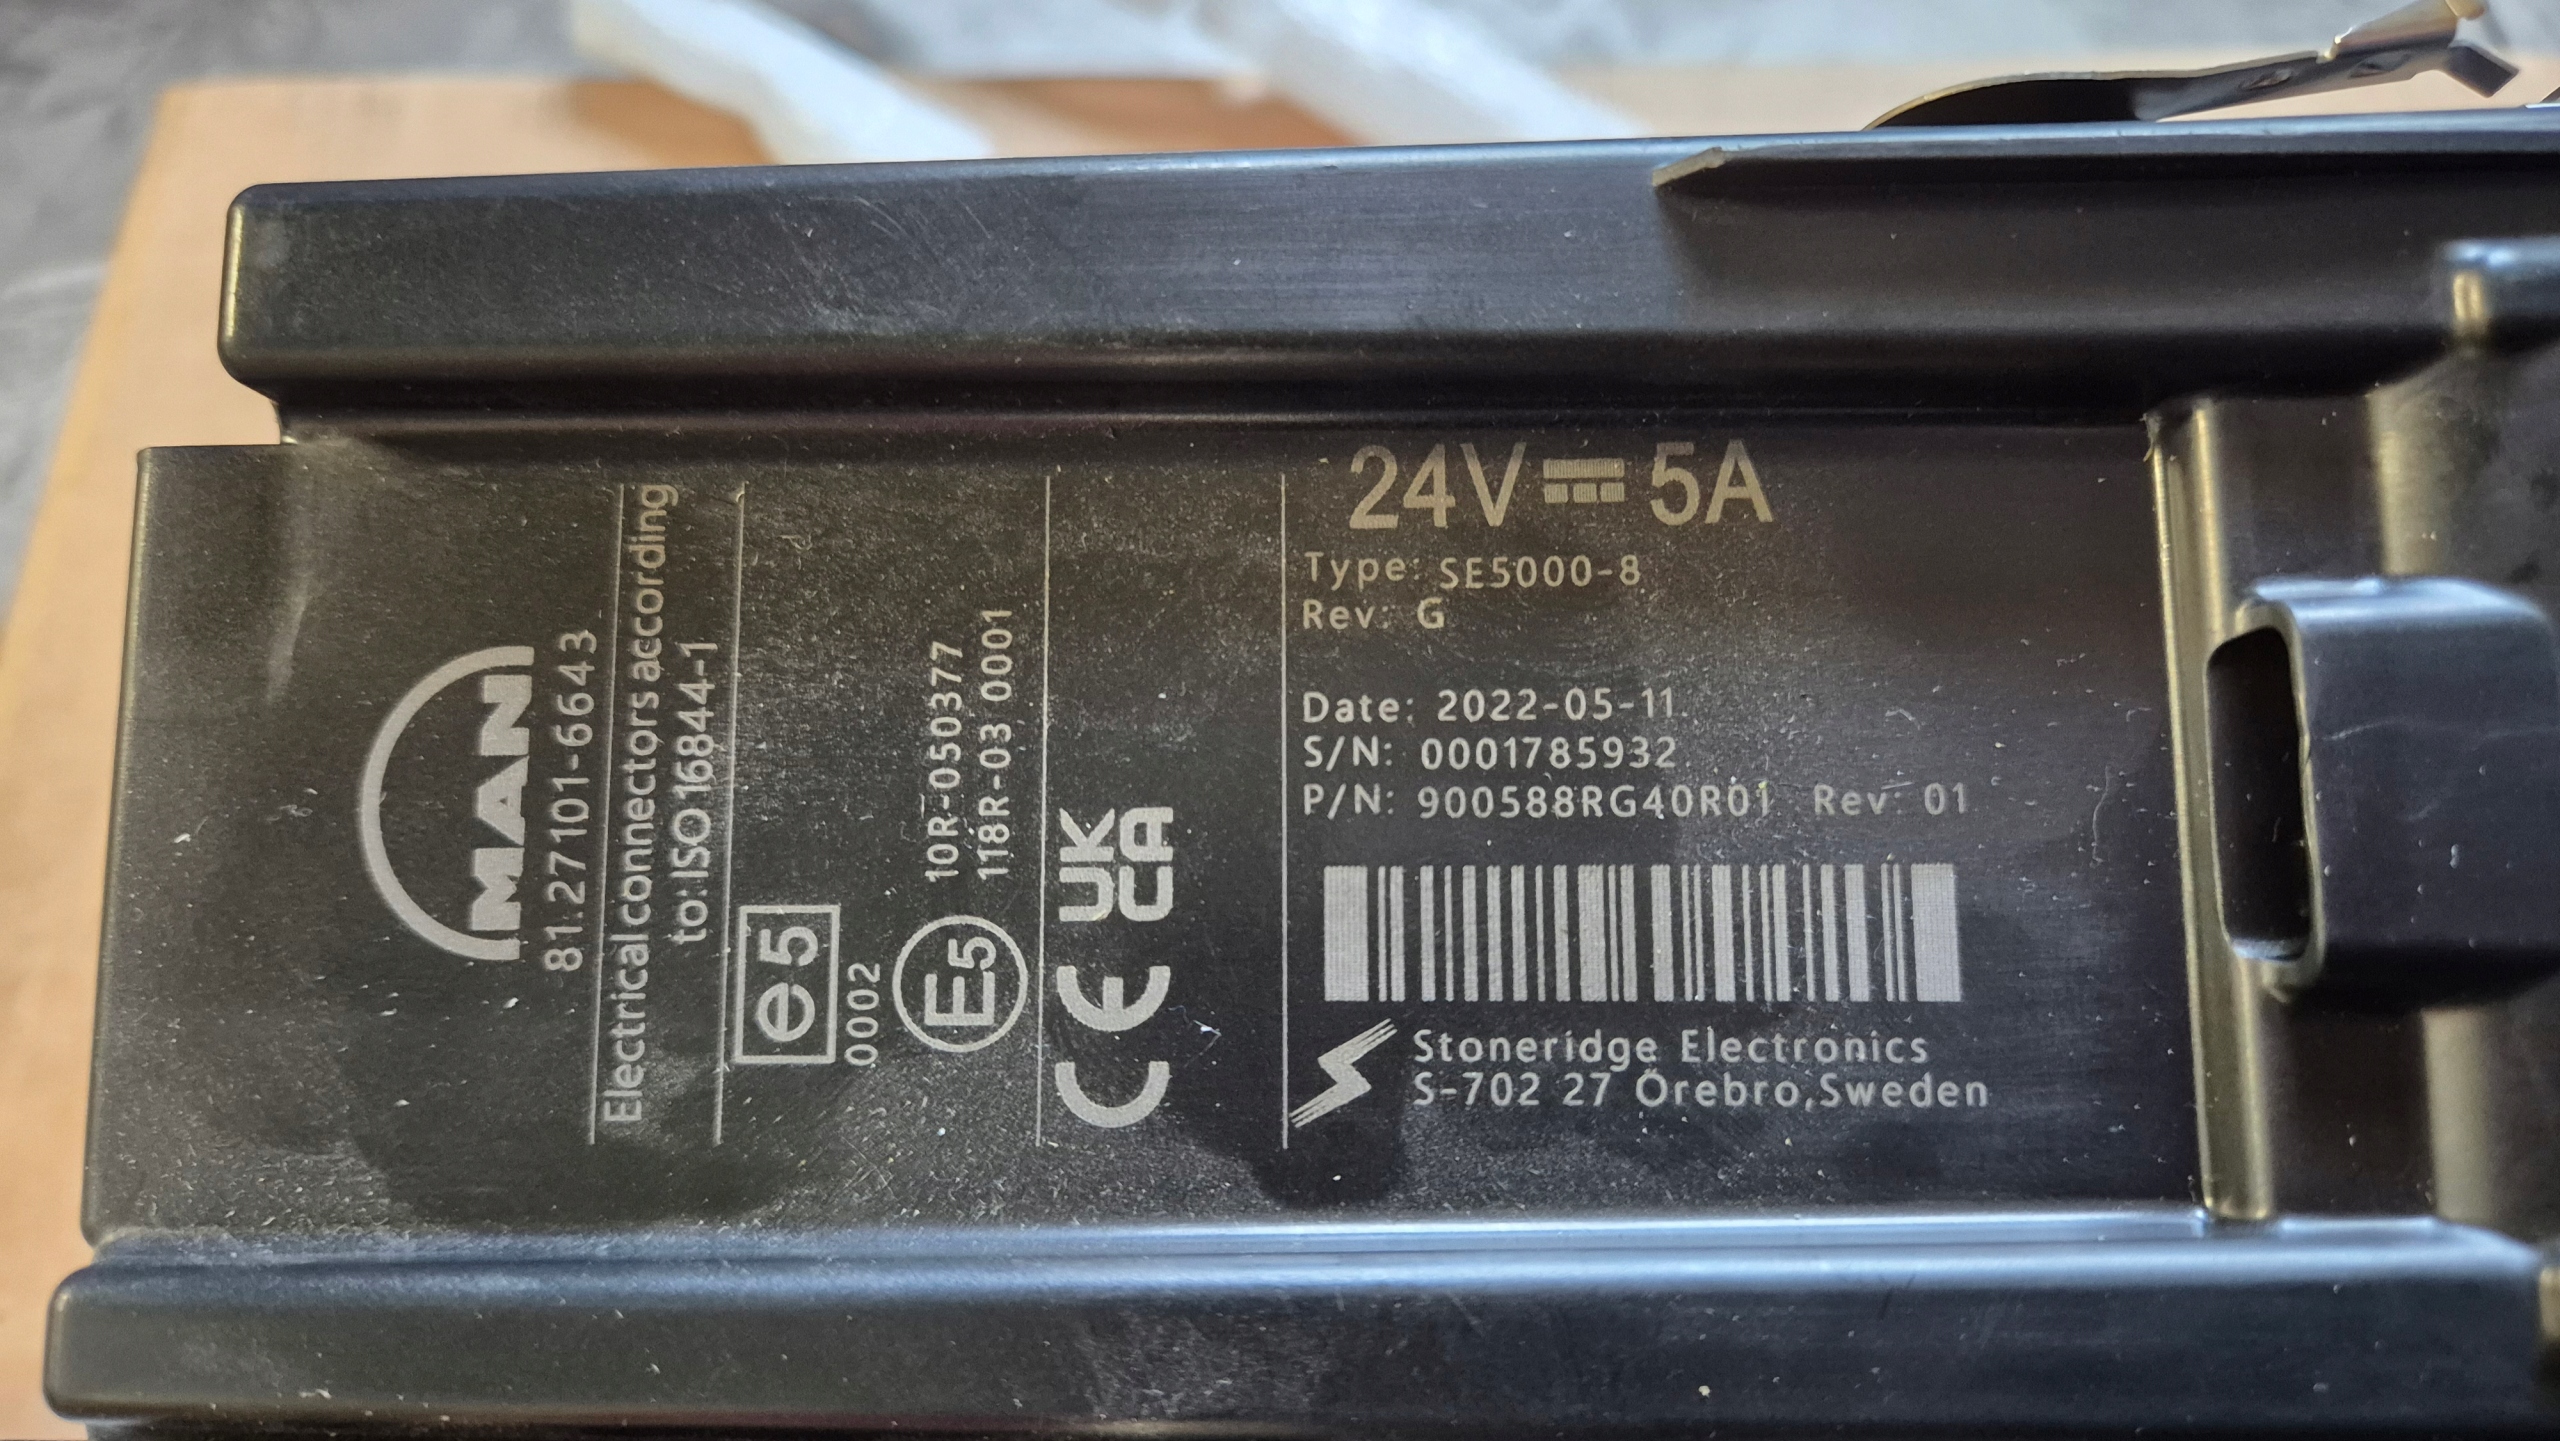 MAN
81.27101-6643
Electrical connectors according
to: ISO 16844-1
e5
0002
E5
10R-050377
118R-03 0001
CE
UK
CA
24V 5A
Type: SE5000-8
Rev: G
Date: 2022-05-11
S/N: 0001785932
P/N: 900588RG40R01 Rev: 01
Stoneridge Electronics
S-702 27 Örebro,Sweden